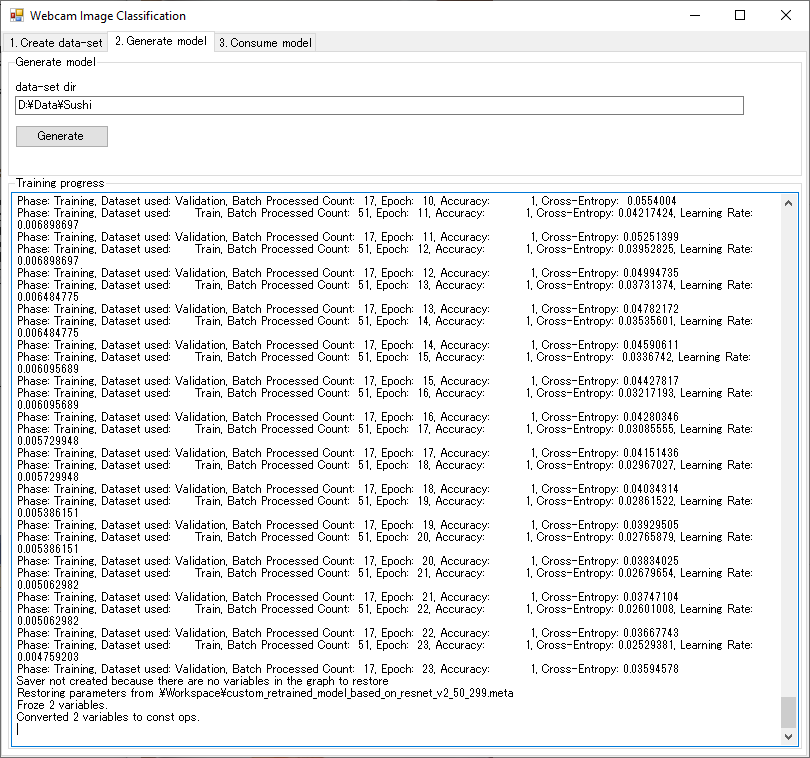 Webcam Image Classification
1. Create data-set
2. Generate model
3. Consume model
Generate model
data-set dir
D:¥Data¥Sushi
Generate
Training progress
Phase: Training, Dataset used: Validation, Batch Processed Count: 17, Epoch: 10, Accuracy: 1, Cross-Entropy: 0.0554004
Phase: Training, Dataset used: Train, Batch Processed Count: 51, Epoch: 11, Accuracy: 1, Cross-Entropy: 0.04217424, Learning Rate:
0.006898697
Phase: Training, Dataset used: Validation, Batch Processed Count: 17, Epoch: 11, Accuracy: 1, Cross-Entropy: 0.05251399
Phase: Training, Dataset used: Train, Batch Processed Count: 51, Epoch: 12, Accuracy: 1, Cross-Entropy: 0.03952825, Learning Rate:
0.006898697
Phase: Training, Dataset used: Validation, Batch Processed Count: 17, Epoch: 12, Accuracy: 1, Cross-Entropy: 0.04994735
Phase: Training, Dataset used: Train, Batch Processed Count: 51, Epoch: 13, Accuracy: 1, Cross-Entropy: 0.03731374, Learning Rate:
0.006484775
Phase: Training, Dataset used: Validation, Batch Processed Count: 17, Epoch: 13, Accuracy: 1, Cross-Entropy: 0.04782172
Phase: Training, Dataset used: Train, Batch Processed Count: 51, Epoch: 14, Accuracy: 1, Cross-Entropy: 0.03535601, Learning Rate:
0.006484775
Phase: Training, Dataset used: Validation, Batch Processed Count: 17, Epoch: 14, Accuracy: 1, Cross-Entropy: 0.04590611
Phase: Training, Dataset used: Train, Batch Processed Count: 51, Epoch: 15, Accuracy: 1, Cross-Entropy: 0.0336742, Learning Rate:
0.006095689
Phase: Training, Dataset used: Validation, Batch Processed Count: 17, Epoch: 15, Accuracy: 1, Cross-Entropy: 0.04427817
Phase: Training, Dataset used: Train, Batch Processed Count: 51, Epoch: 16, Accuracy: 1, Cross-Entropy: 0.03217193, Learning Rate:
0.006095689
Phase: Training, Dataset used: Validation, Batch Processed Count: 17, Epoch: 16, Accuracy: 1, Cross-Entropy: 0.04280346
Phase: Training, Dataset used: Train, Batch Processed Count: 51, Epoch: 17, Accuracy: 1, Cross-Entropy: 0.03085555, Learning Rate:
0.005729948
Phase: Training, Dataset used: Validation, Batch Processed Count: 17, Epoch: 17, Accuracy: 1, Cross-Entropy: 0.04151436
Phase: Training, Dataset used: Train, Batch Processed Count: 51, Epoch: 18, Accuracy: 1, Cross-Entropy: 0.02967027, Learning Rate:
0.005729948
Phase: Training, Dataset used: Validation, Batch Processed Count: 17, Epoch: 18, Accuracy: 1, Cross-Entropy: 0.04034314
Phase: Training, Dataset used: Train, Batch Processed Count: 51, Epoch: 19, Accuracy: 1, Cross-Entropy: 0.02861522, Learning Rate:
0.005386151
Phase: Training, Dataset used: Validation, Batch Processed Count: 17, Epoch: 19, Accuracy: 1, Cross-Entropy: 0.03929505
Phase: Training, Dataset used: Train, Batch Processed Count: 51, Epoch: 20, Accuracy: 1, Cross-Entropy: 0.02765879, Learning Rate:
0.005386151
Phase: Training, Dataset used: Validation, Batch Processed Count: 17, Epoch: 20, Accuracy: 1, Cross-Entropy: 0.03834025
Phase: Training, Dataset used: Train, Batch Processed Count: 51, Epoch: 21, Accuracy: 1, Cross-Entropy: 0.02679654, Learning Rate:
0.005062982
Phase: Training, Dataset used: Validation, Batch Processed Count: 17, Epoch: 21, Accuracy: 1, Cross-Entropy: 0.03747104
Phase: Training, Dataset used: Train, Batch Processed Count: 51, Epoch: 22, Accuracy: 1, Cross-Entropy: 0.02601008, Learning Rate:
0.005062982
Phase: Training, Dataset used: Validation, Batch Processed Count: 17, Epoch: 22, Accuracy: 1, Cross-Entropy: 0.03667743
Phase: Training, Dataset used: Train, Batch Processed Count: 51, Epoch: 23, Accuracy: 1, Cross-Entropy: 0.02529381, Learning Rate:
0.004759203
Phase: Training, Dataset used: Validation, Batch Processed Count: 17, Epoch: 23, Accuracy: 1, Cross-Entropy: 0.03594578
Saver not created because there are no variables in the graph to restore
Restoring parameters from .¥Workspace¥custom_retrained_model_based_on_resnet_v2_50_299.meta
Froze 2 variables.
Converted 2 variables to const ops.